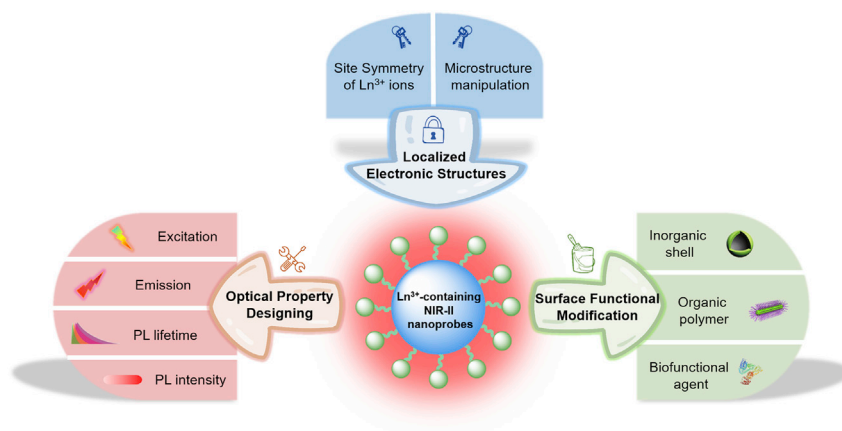 Site Symmetry
of Ln³⁺ ions
Microstructure
manipulation
Localized
Electronic Structures
Excitation
Emission
PL lifetime
PL intensity
Optical Property
Designing
Ln³⁺-containing
NIR-II
nanoprobes
Surface Functional
Modification
Inorganic
shell
Organic
polymer
Biofunctional
agent